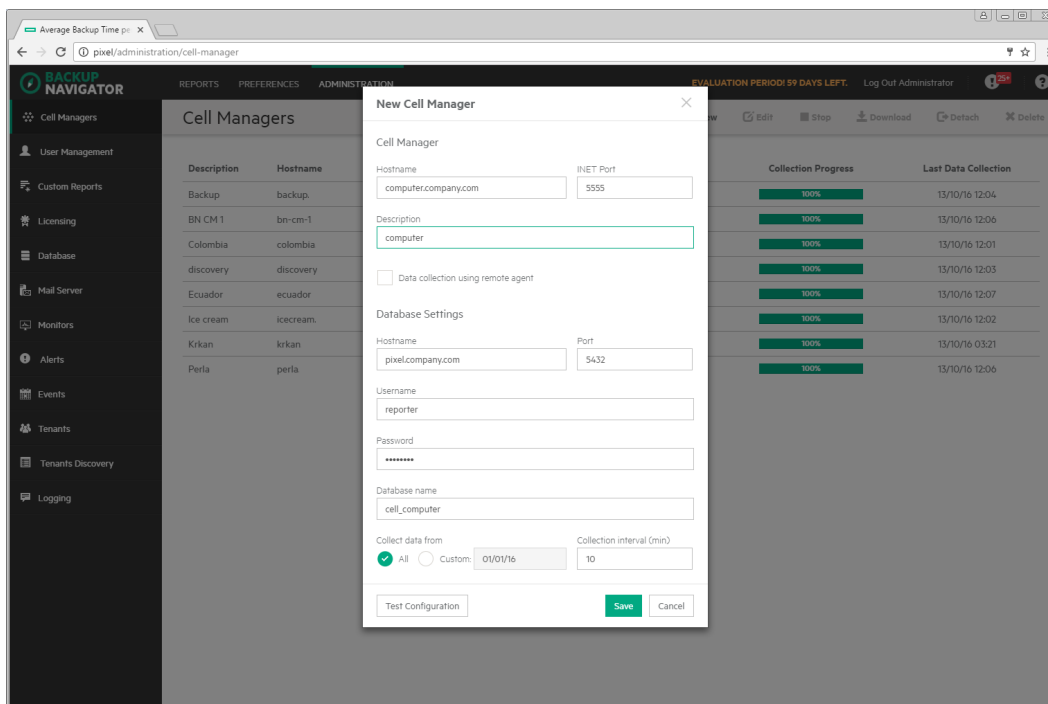 Average Backup Time pe
pixel/administration/cell-manager
BACKUP NAVIGATOR
REPORTS PREFERENCES ADMINISTRATION
EVALUATION PERIOD! 59 DAYS LEFT. Log Out Administrator 25+
Cell Managers
User Management
Custom Reports
Licensing
Database
Mail Server
Monitors
Alerts
Events
Tenants
Tenants Discovery
Logging
Cell Managers
Edit Stop Download Detach Delete
Description Hostname Collection Progress Last Data Collection
Backup backup. 100% 13/10/16 12:04
BN CM 1 bn-cm-1 100% 13/10/16 12:06
Colombia colombia 100% 13/10/16 12:01
discovery discovery 100% 13/10/16 12:03
Ecuador ecuador 100% 13/10/16 12:07
Ice cream icecream. 100% 13/10/16 12:02
Krkan krkan 100% 13/10/16 03:21
Perla perla 100% 13/10/16 12:06
New Cell Manager
Cell Manager
Hostname INET Port
computer.company.com 5555
Description
computer
Data collection using remote agent
Database Settings
Hostname Port
pixel.company.com 5432
Username
reporter
Password
••••••••
Database name
cell_computer
Collect data from Collection interval (min)
All Custom: 01/01/16 10
Test Configuration Save Cancel